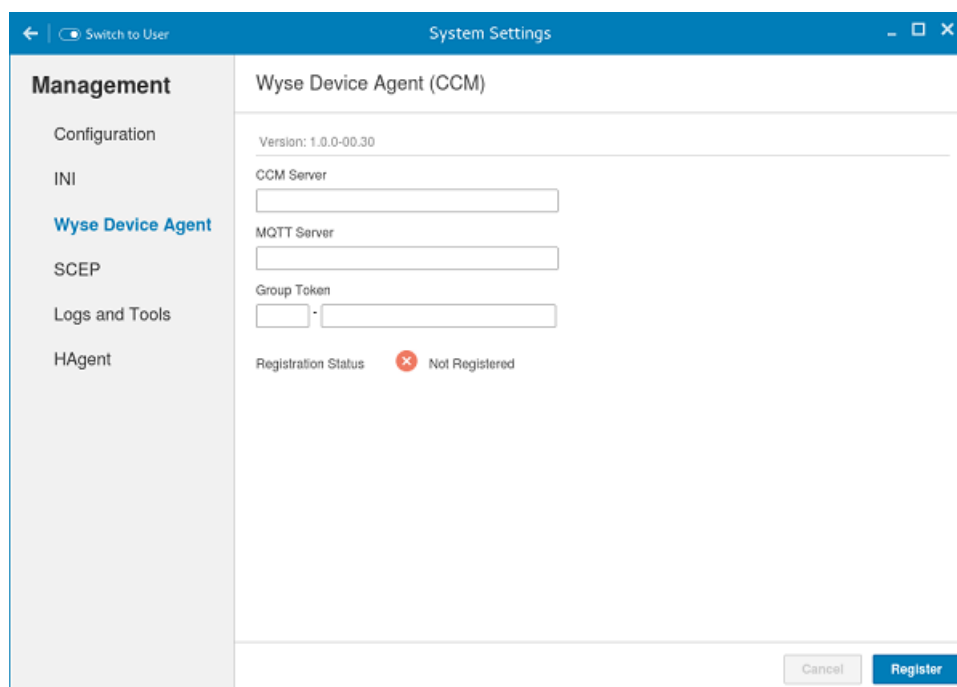 Switch to User
System Settings
Management
Configuration
INI
Wyse Device Agent
SCEP
Logs and Tools
HAgent
Wyse Device Agent (CCM)
Version: 1.0.0-00.30
CCM Server
MQTT Server
Group Token
-
Registration Status Not Registered
Cancel Register